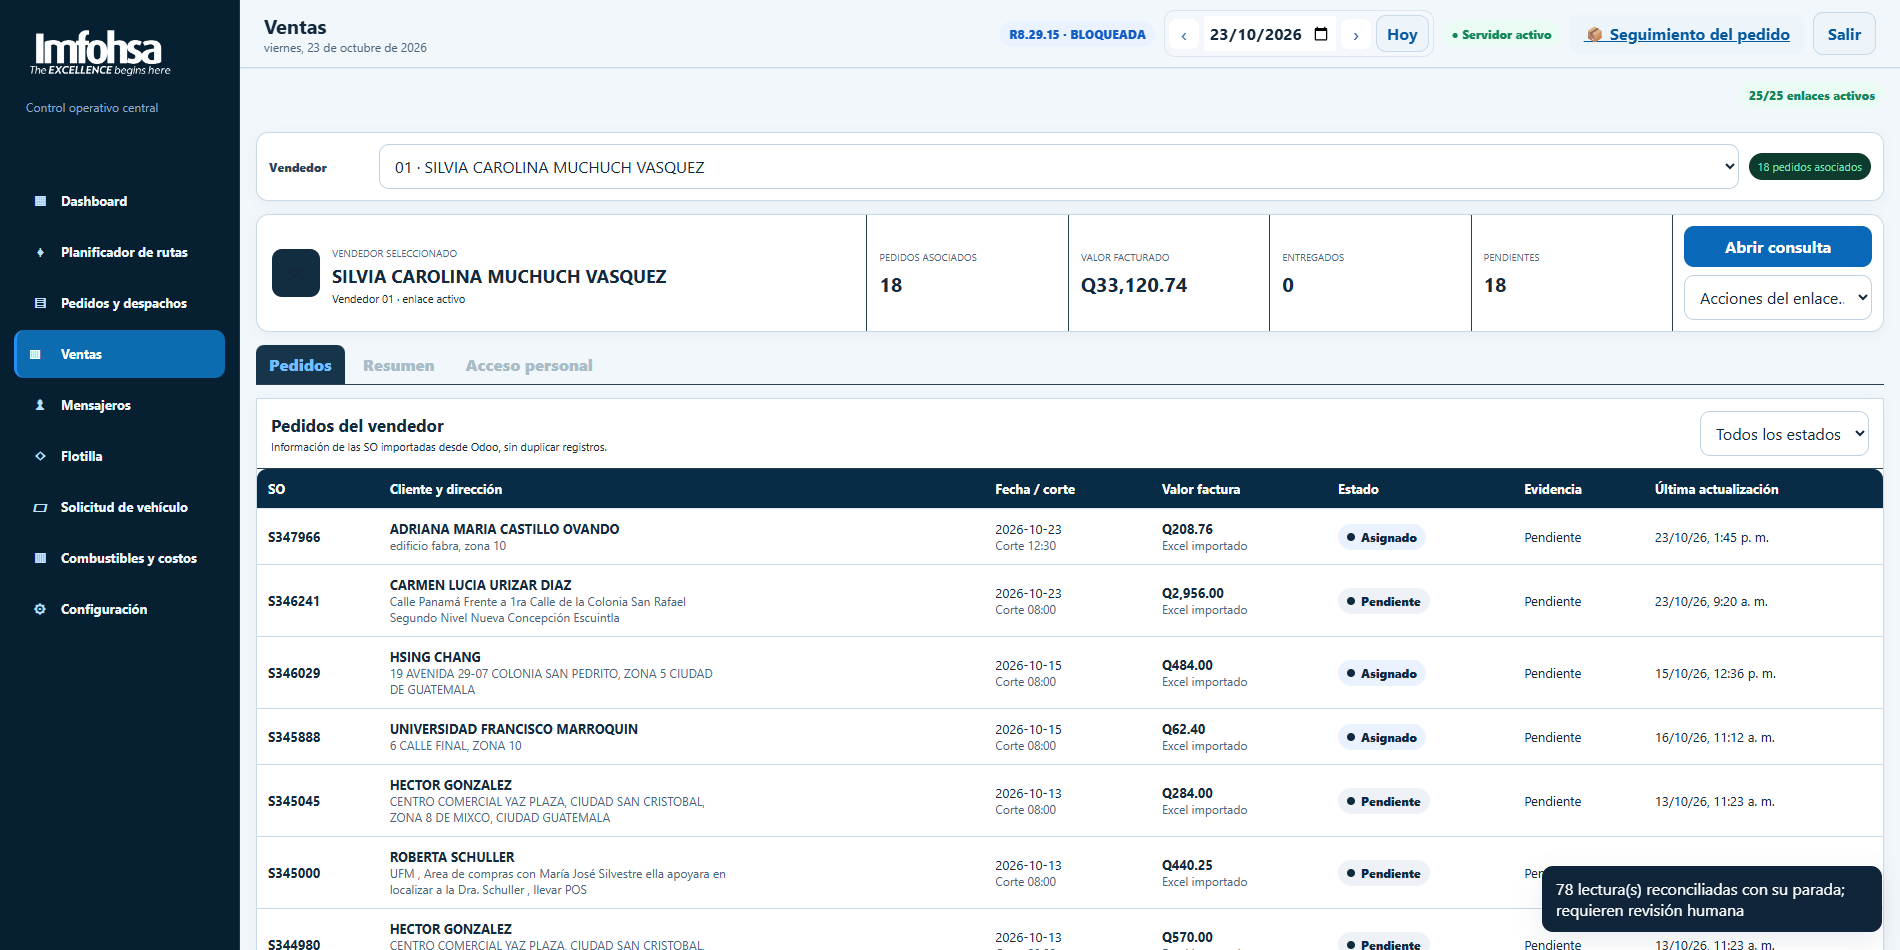 Imfohsa
The EXCELLENCE begins here
Control operativo central
Dashboard
Planificador de rutas
Pedidos y despachos
Ventas
Mensajeros
Flotilla
Solicitud de vehículo
Combustibles y costos
Configuración
Ventas
viernes, 23 de octubre de 2026
R8.29.15 · BLOQUEADA
‹ 23/10/2026 › Hoy
• Servidor activo
Seguimiento del pedido
Salir
25/25 enlaces activos
Vendedor
01 · SILVIA CAROLINA MUCHUCH VASQUEZ
18 pedidos asociados
VENDEDOR SELECCIONADO
SILVIA CAROLINA MUCHUCH VASQUEZ
Vendedor 01 · enlace activo
PEDIDOS ASOCIADOS
18
VALOR FACTURADO
Q33,120.74
ENTREGADOS
0
PENDIENTES
18
Abrir consulta
Acciones del enlace..
Pedidos Resumen Acceso personal
Pedidos del vendedor
Información de las SO importadas desde Odoo, sin duplicar registros.
Todos los estados
SO Cliente y dirección Fecha / corte Valor factura Estado Evidencia Última actualización
S347966
ADRIANA MARIA CASTILLO OVANDO
edificio fabra, zona 10
2026-10-23
Corte 12:30
Q208.76
Excel importado
Asignado
Pendiente
23/10/26, 1:45 p. m.
S346241
CARMEN LUCIA URIZAR DIAZ
Calle Panamá Frente a 1ra Calle de la Colonia San Rafael
Segundo Nivel Nueva Concepción Escuintla
2026-10-23
Corte 08:00
Q2,956.00
Excel importado
Pendiente
Pendiente
23/10/26, 9:20 a. m.
S346029
HSING CHANG
19 AVENIDA 29-07 COLONIA SAN PEDRITO, ZONA 5 CIUDAD
DE GUATEMALA
2026-10-15
Corte 08:00
Q484.00
Excel importado
Asignado
Pendiente
15/10/26, 12:36 p. m.
S345888
UNIVERSIDAD FRANCISCO MARROQUIN
6 CALLE FINAL, ZONA 10
2026-10-15
Corte 08:00
Q62.40
Excel importado
Asignado
Pendiente
16/10/26, 11:12 a. m.
S345045
HECTOR GONZALEZ
CENTRO COMERCIAL YAZ PLAZA, CIUDAD SAN CRISTOBAL,
ZONA 8 DE MIXCO, CIUDAD GUATEMALA
2026-10-13
Corte 08:00
Q284.00
Excel importado
Pendiente
Pendiente
13/10/26, 11:23 a. m.
S345000
ROBERTA SCHULLER
UFM , Area de compras con María José Silvestre ella apoyara en
localizar a la Dra. Schuller , llevar POS
2026-10-13
Corte 08:00
Q440.25
Excel importado
Pendiente
S344980
HECTOR GONZALEZ
CENTRO COMERCIAL YAZ PLAZA, CIUDAD SAN CRISTOBAL,
2026-10-13
Q570.00
Pendiente
Pendiente
13/10/26, 11:23 a. m.
78 lectura(s) reconciliadas con su parada;
requieren revisión humana